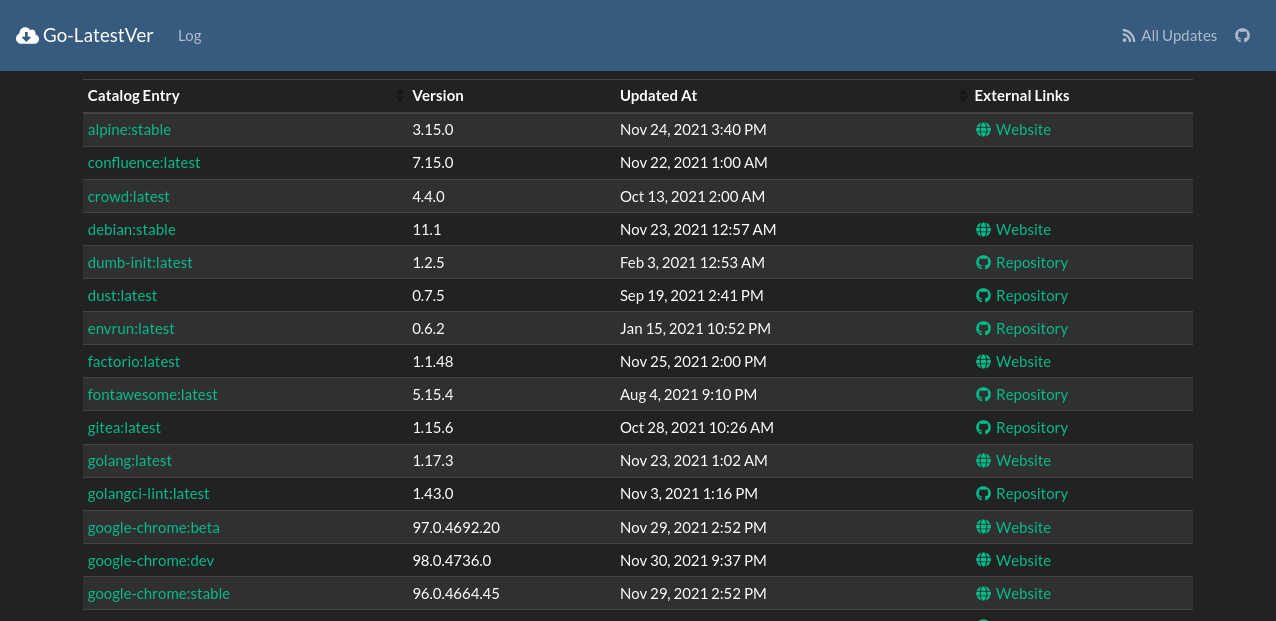 Go-LatestVer Log All Updates
Catalog Entry Version Updated At External Links
alpine:stable 3.15.0 Nov 24, 2021 3:40 PM Website
confluence:latest 7.15.0 Nov 22, 2021 1:00 AM
crowd:latest 4.4.0 Oct 13, 2021 2:00 AM
debian:stable 11.1 Nov 23, 2021 12:57 AM Website
dumb-init:latest 1.2.5 Feb 3, 2021 12:53 AM Repository
dust:latest 0.7.5 Sep 19, 2021 2:41 PM Repository
envrun:latest 0.6.2 Jan 15, 2021 10:52 PM Repository
factorio:latest 1.1.48 Nov 25, 2021 2:00 PM Website
fontawesome:latest 5.15.4 Aug 4, 2021 9:10 PM Repository
gitea:latest 1.15.6 Oct 28, 2021 10:26 AM Repository
golang:latest 1.17.3 Nov 23, 2021 1:02 AM Website
golangci-lint:latest 1.43.0 Nov 3, 2021 1:16 PM Repository
google-chrome:beta 97.0.4692.20 Nov 29, 2021 2:52 PM Website
google-chrome:dev 98.0.4736.0 Nov 30, 2021 9:37 PM Website
google-chrome:stable 96.0.4664.45 Nov 29, 2021 2:52 PM Website